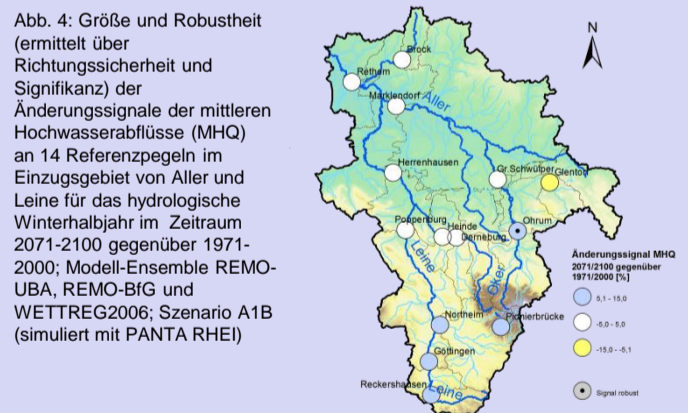 Abb. 4: Größe und Robustheit
(ermittelt über
Richtungssicherheit und
Signifikanz) der
Änderungssignale der mittleren
Hochwasserabflüsse (MHQ)
an 14 Referenzpegeln im
Einzugsgebiet von Aller und
Leine für das hydrologische
Winterhalbjahr im Zeitraum
2071-2100 gegenüber 1971-
2000; Modell-Ensemble REMO-
UBA, REMO-BfG und
WETTREG2006; Szenario A1B
(simuliert mit PANTA RHEI)
N
Brock
Rethem
Marklendorf
Aller
Herrenhausen
Gr.Schwülper
Glentorf
Poppenburg
Heinde
Derneburg
Ohrum
Leine
Oker
Northeim
Pionierbrücke
Göttingen
Reckershausen
Leine
Änderungssignal MHQ
2071/2100 gegenüber
1971/2000 [%]
5,1 - 15,0
-5,0 - 5,0
-15,0 - -5,1
Signal robust